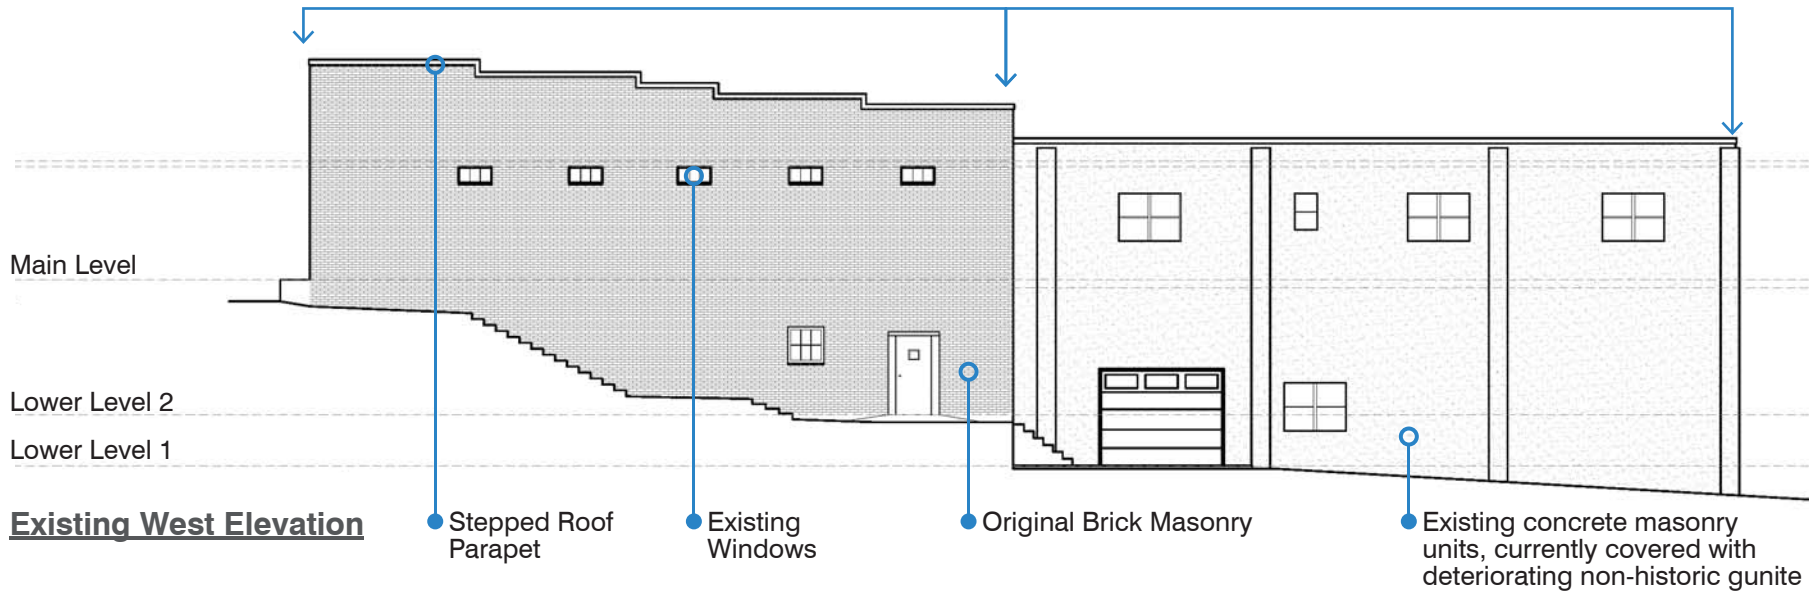 Main Level
Lower Level 2
Lower Level 1
Existing West Elevation
Stepped Roof
Parapet
Existing
Windows
Original Brick Masonry
Existing concrete masonry
units, currently covered with
deteriorating non-historic gunite